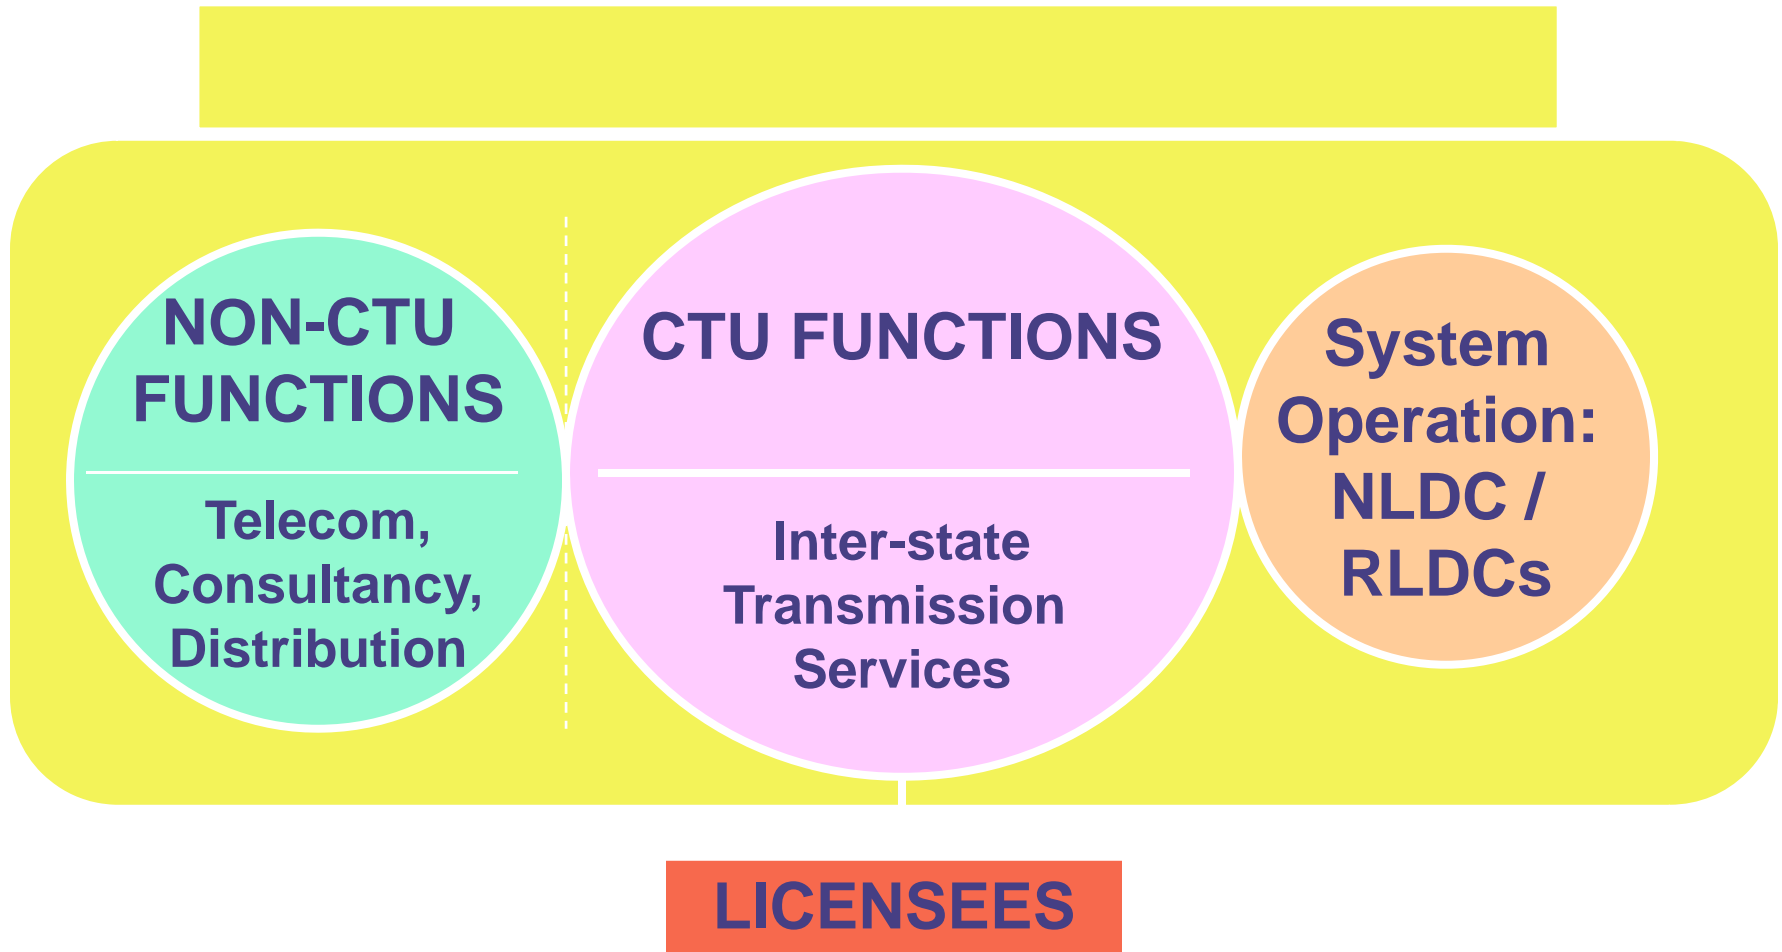 NON-CTU
FUNCTIONS
Telecom,
Consultancy,
Distribution
CTU FUNCTIONS
Inter-state
Transmission
Services
System
Operation:
NLDC /
RLDCs
LICENSEES